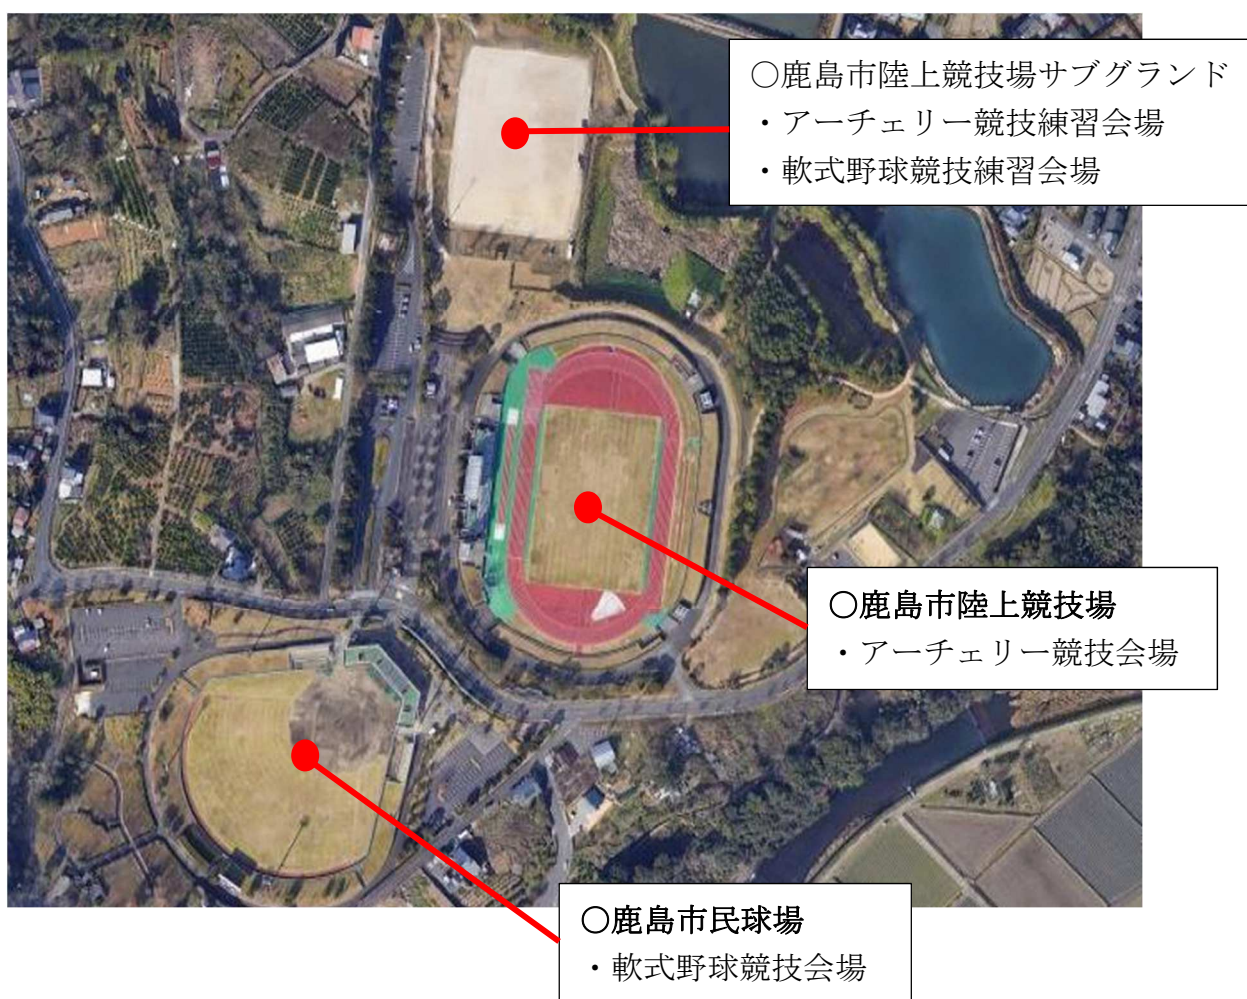 ○鹿島市陸上競技場サブグランド
・アーチェリー競技練習会場
・軟式野球競技練習会場
○鹿島市陸上競技場
・アーチェリー競技会場
○鹿島市民球場
・軟式野球競技会場